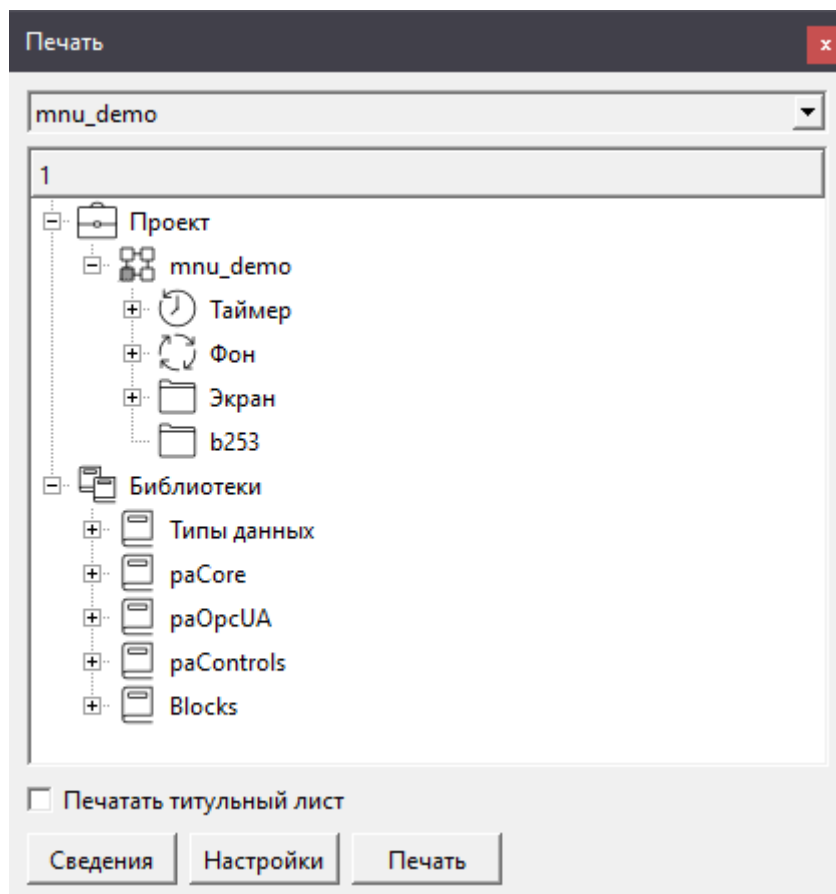 Печать
mnu_demo
1
Проект
mnu_demo
Таймер
Фон
Экран
b253
Библиотеки
Типы данных
paCore
paOpcUA
paControls
Blocks
Печатать титульный лист
Сведения Настройки Печать